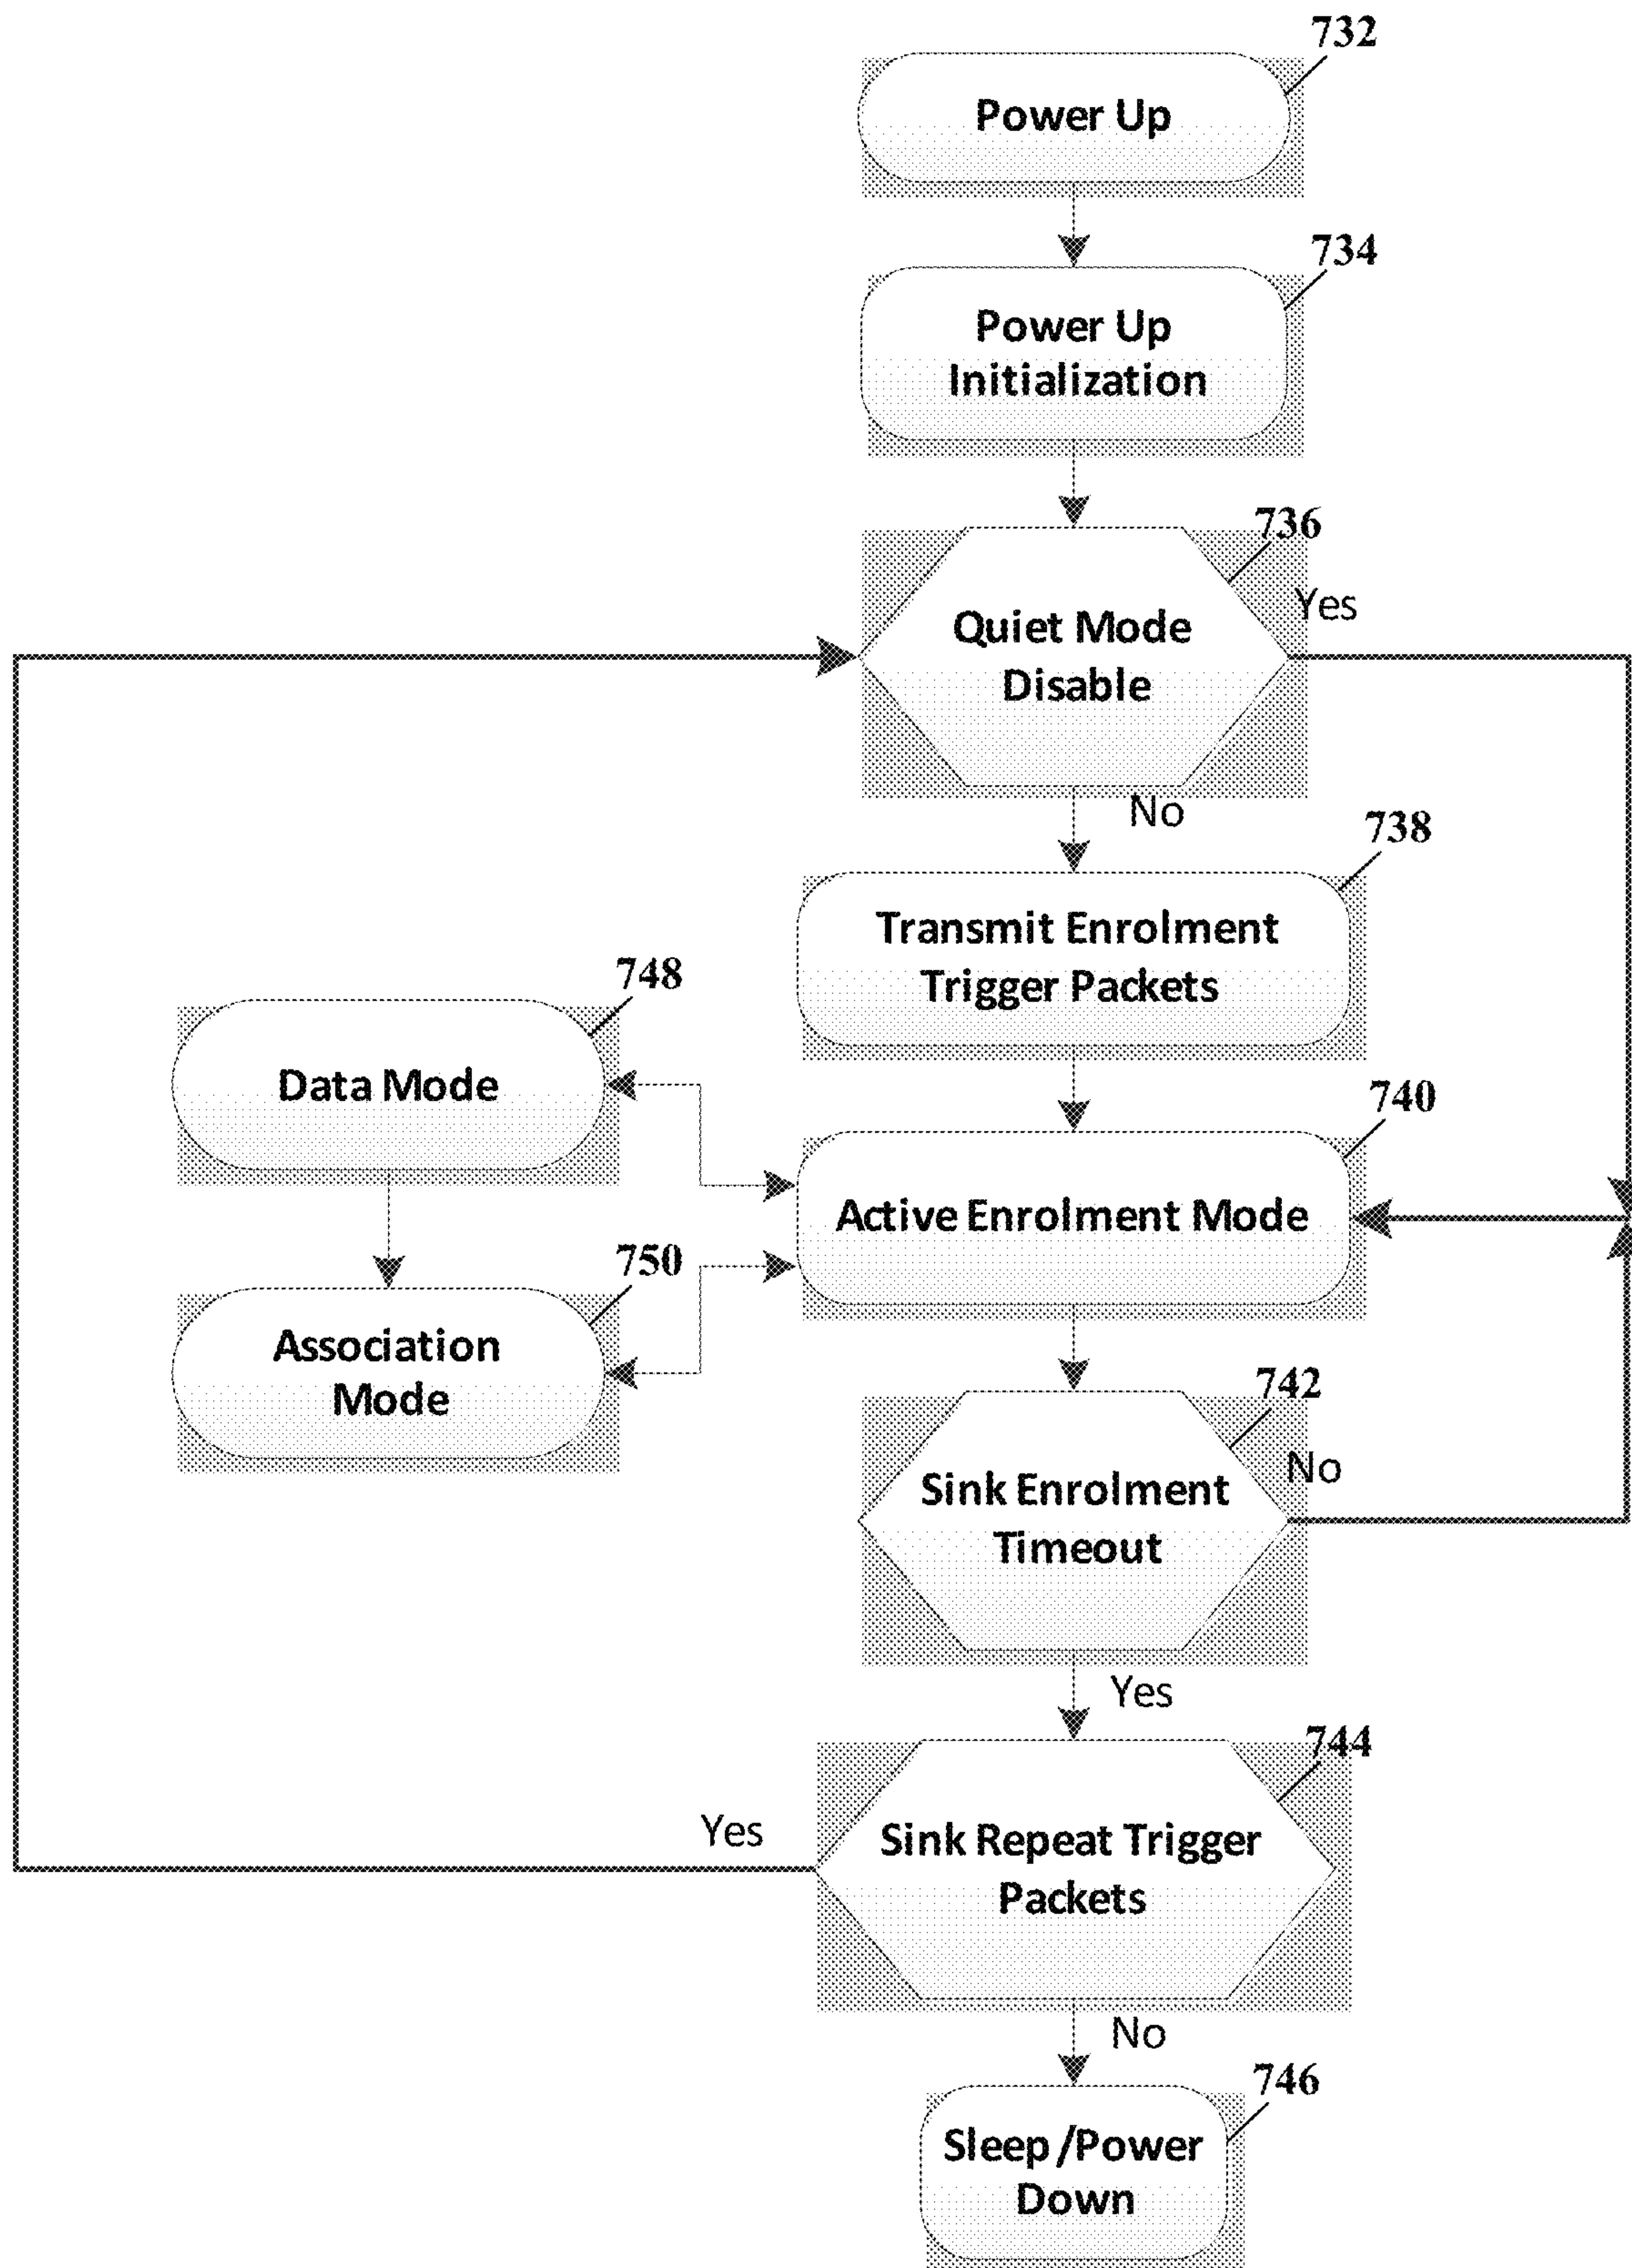 732
Power Up
734
Power Up
Initialization
736
Yes
Quiet Mode
Disable
No
738
Transmit Enrolment
Trigger Packets
748
Data Mode
740
Active Enrolment Mode
750
Association
Mode
742
No
Sink Enrolment
Timeout
Yes
744
Yes
Sink Repeat Trigger
Packets
No
746
Sleep/Power
Down